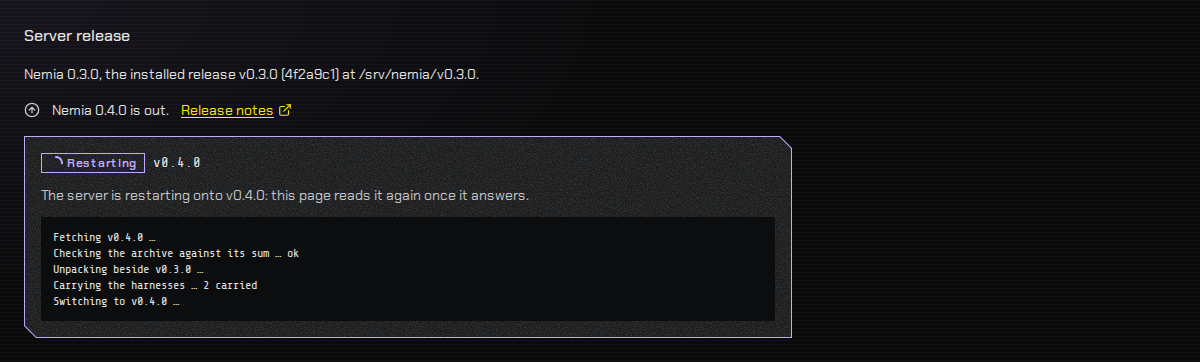 Server release
Nemia 0.3.0, the installed release v0.3.0 (4f2a9c1) at /srv/nemia/v0.3.0.
Nemia 0.4.0 is out. Release notes
Restarting v0.4.0
The server is restarting onto v0.4.0: this page reads it again once it answers.
Fetching v0.4.0 …
Checking the archive against its sum … ok
Unpacking beside v0.3.0 …
Carrying the harnesses … 2 carried
Switching to v0.4.0 …